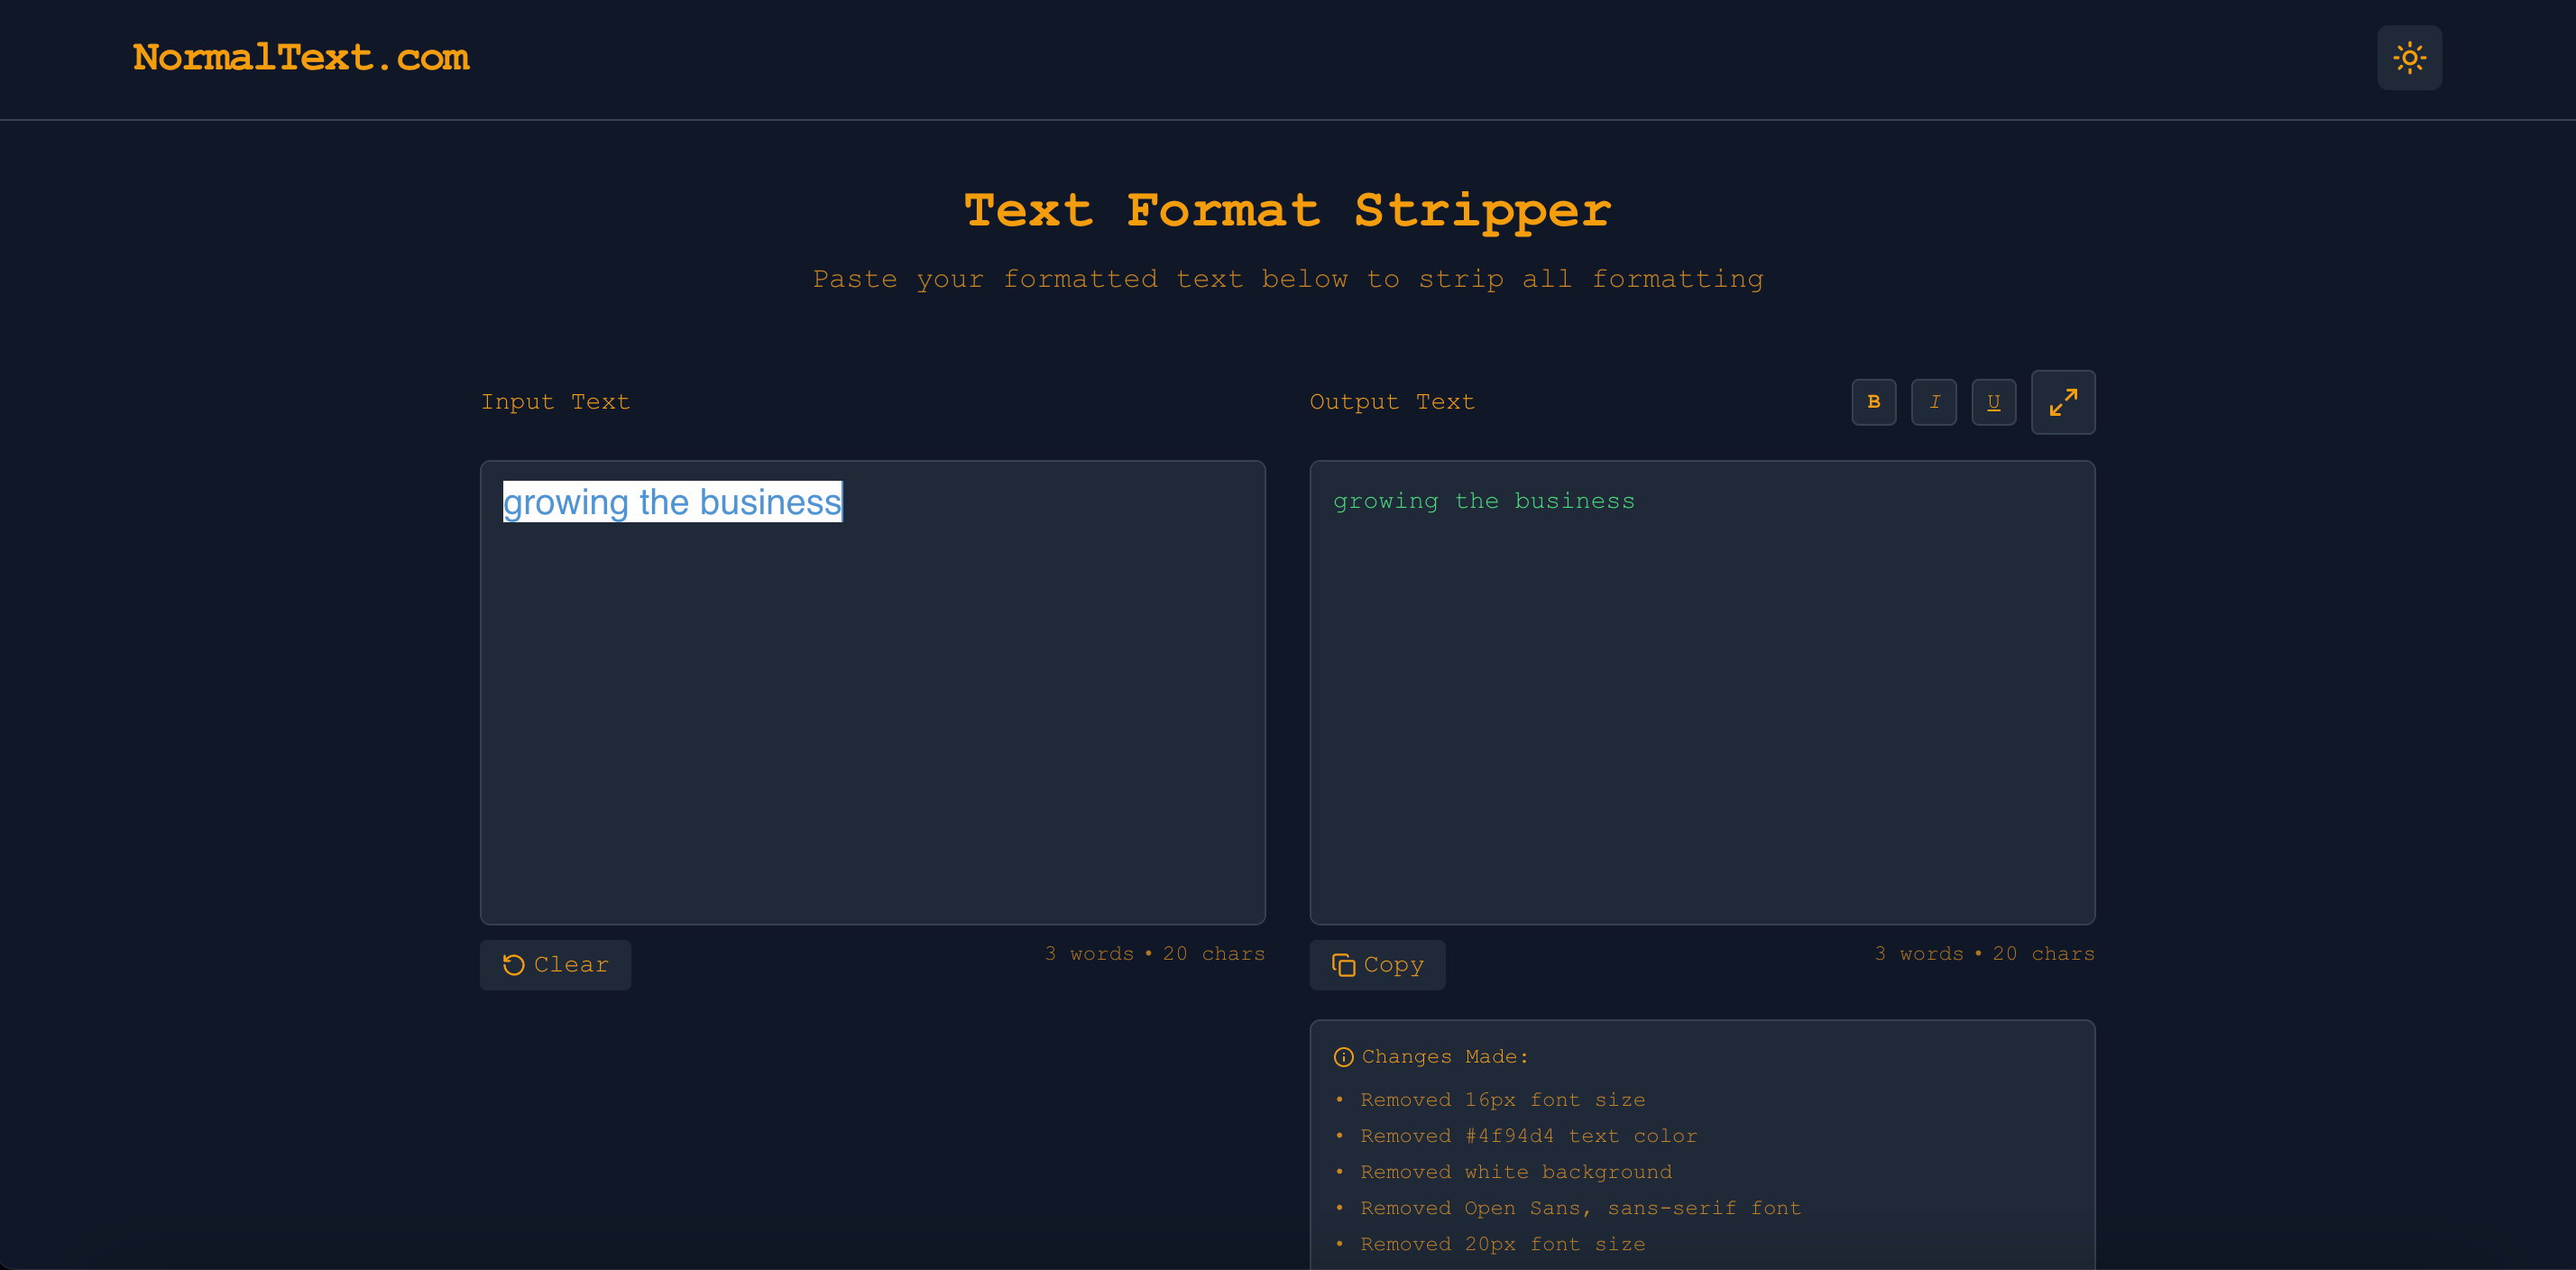 NormalText.com
Text Format Stripper
Paste your formatted text below to strip all formatting
Input Text
growing the business
Clear
3 words • 20 chars
Output Text
B I U
growing the business
Copy
3 words • 20 chars
Changes Made:
• Removed 16px font size
• Removed #4f94d4 text color
• Removed white background
• Removed Open Sans, sans-serif font
• Removed 20px font size